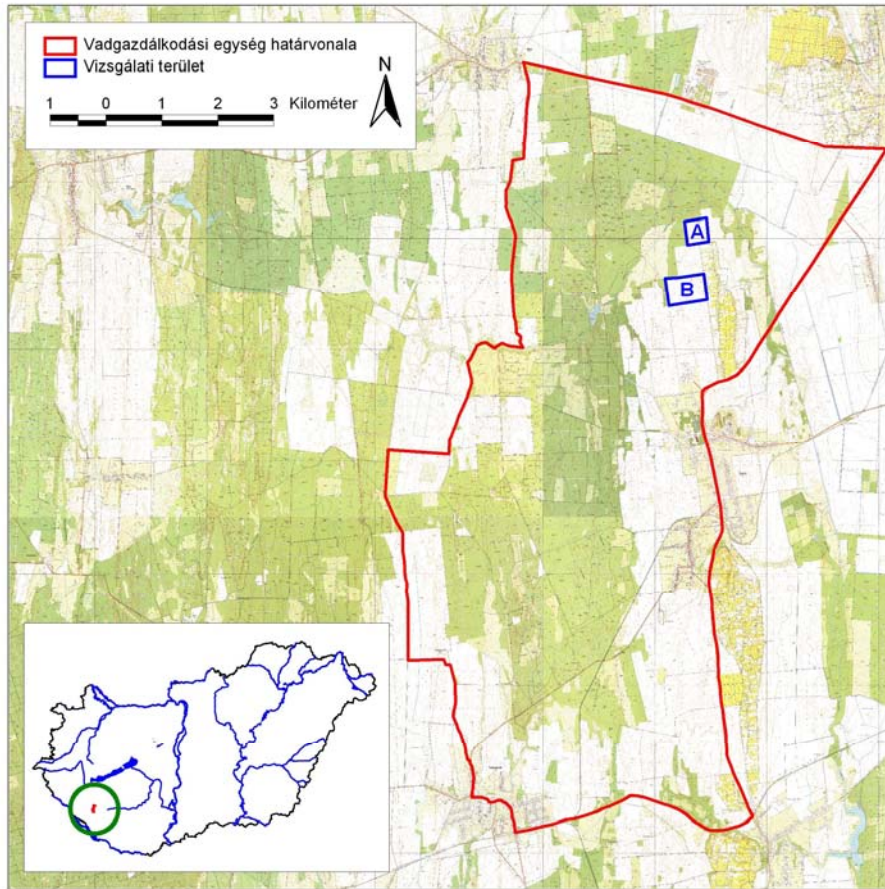 Vadgazdálkodási egység határvonala
Vizsgálati terület
N
1 0 1 2 3 Kilométer
A
B